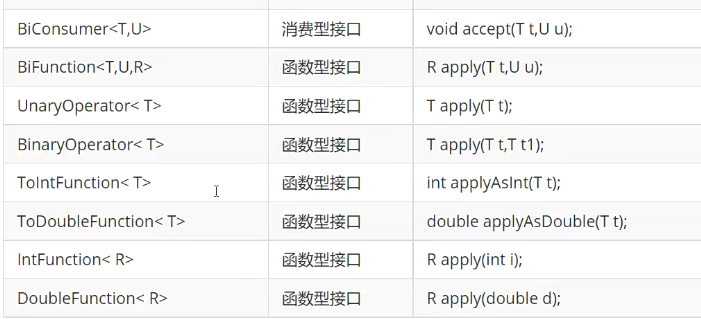 BiConsumer<T,U> 消费型接口 void accept(T t,U u);
BiFunction<T,U,R> 函数型接口 R apply(T t,U u);
UnaryOperator< T> 函数型接口 T apply(T t);
BinaryOperator< T> 函数型接口 T apply(T t,T t1);
ToIntFunction< T> 函数型接口 int applyAsInt(T t);
ToDoubleFunction< T> 函数型接口 double applyAsDouble(T t);
IntFunction< R> 函数型接口 R apply(int i);
DoubleFunction< R> 函数型接口 R apply(double d);